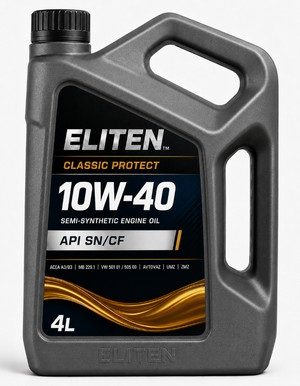 ELITEN™
CLASSIC PROTECT
10W-40
SEMI-SYNTHETIC ENGINE OIL
API SN/CF
ACEA A3/B3 | MB 229.1 | VW 501 01 / 505 00 | AVTOVAZ | UMZ | ZMZ
4L
ELITEN